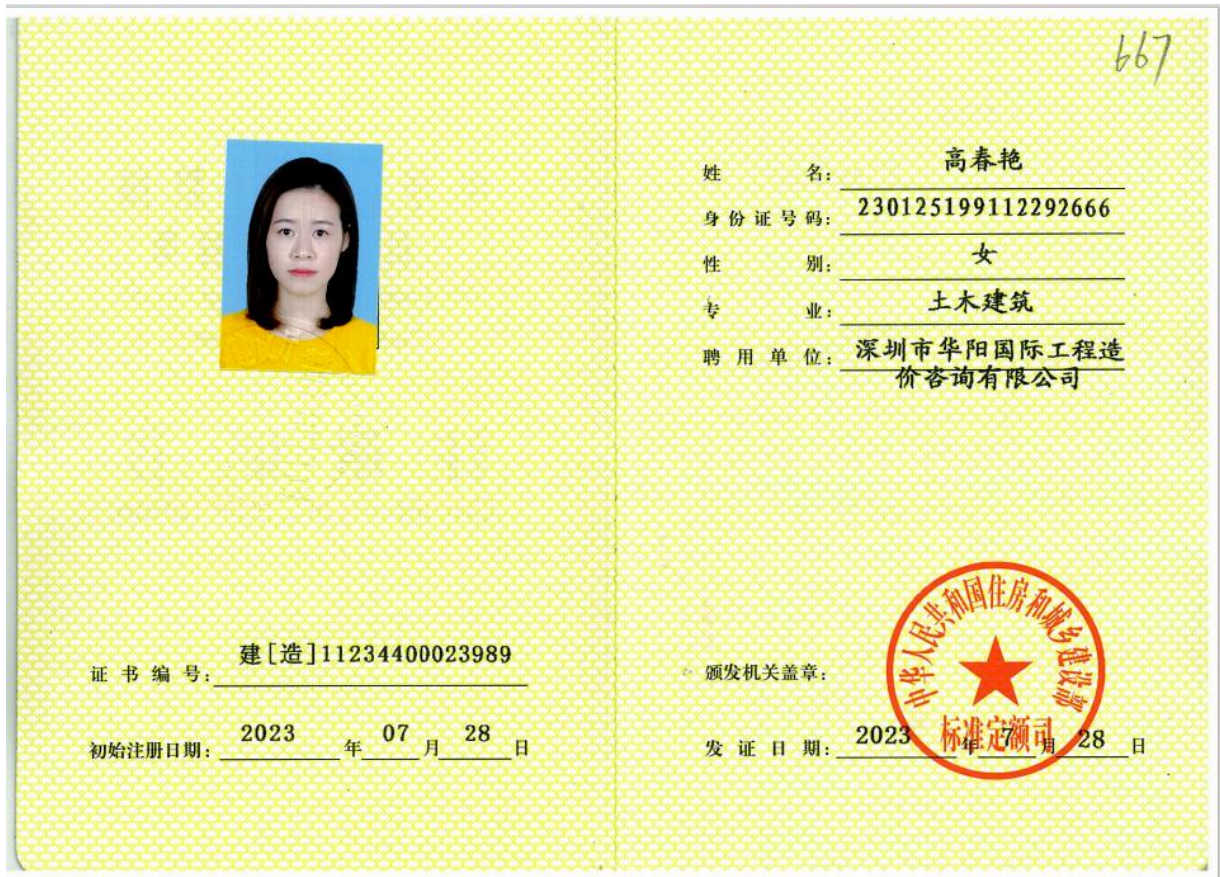 667
姓 名: 高春艳
身份证号码: 230125199112292666
性 别: 女
专 业: 土木建筑
聘用单位: 深圳市华阳国际工程造
价咨询有限公司
证书编号: 建[造]11234400023989
初始注册日期: 2023 年 07 月 28 日
颁发机关盖章:
中华人民共和国住房和城乡建设部
标准定额司
发证日期: 2023 年 7 月 28 日